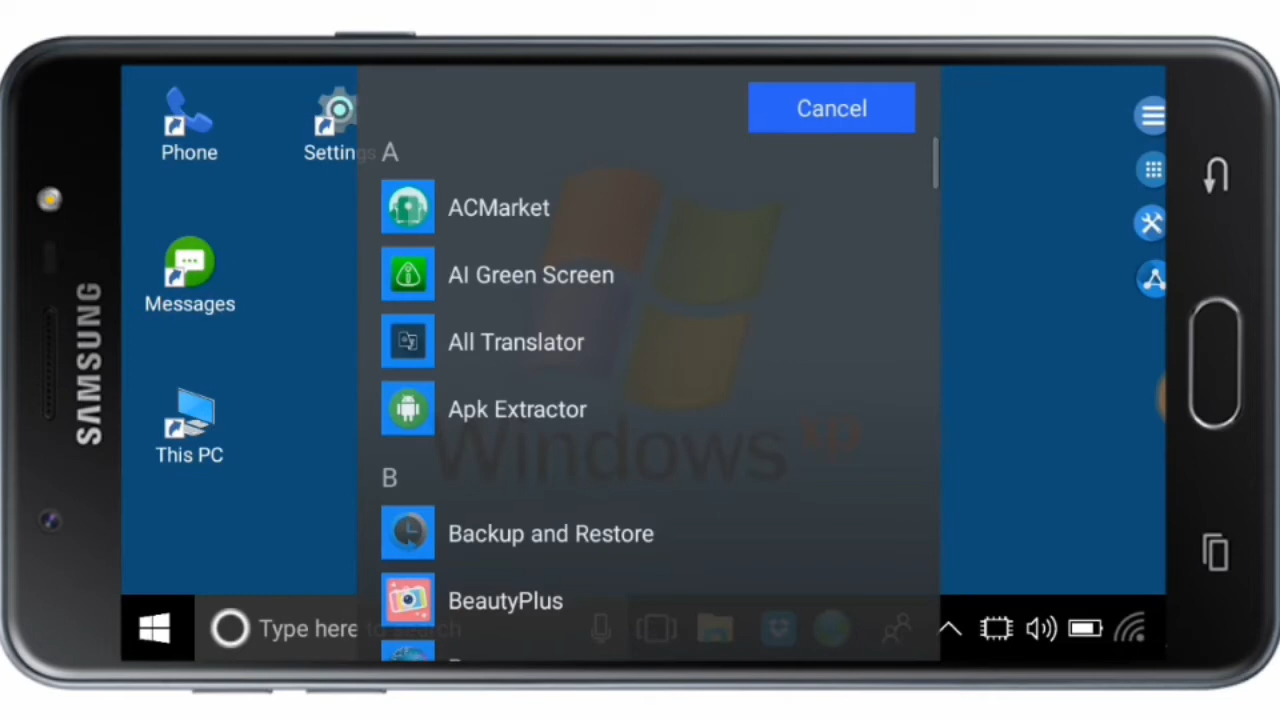 SAMSUNG
Phone
Settings
Messages
This PC
Cancel
A
ACMarket
AI Green Screen
All Translator
Apk Extractor
Windows xp
B
Backup and Restore
BeautyPlus
Type here to search